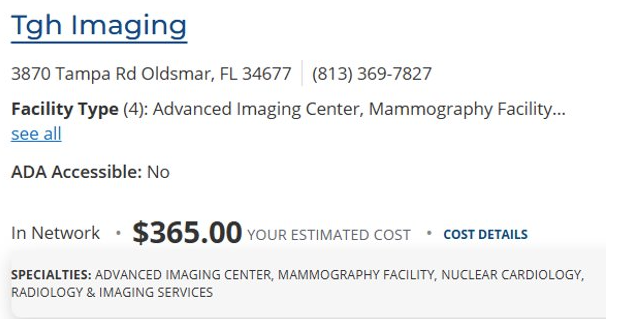 Tgh Imaging
3870 Tampa Rd Oldsmar, FL 34677 (813) 369-7827
Facility Type (4): Advanced Imaging Center, Mammography Facility...
see all
ADA Accessible: No
In Network • $365.00 YOUR ESTIMATED COST • COST DETAILS
SPECIALTIES: ADVANCED IMAGING CENTER, MAMMOGRAPHY FACILITY, NUCLEAR CARDIOLOGY,
RADIOLOGY & IMAGING SERVICES